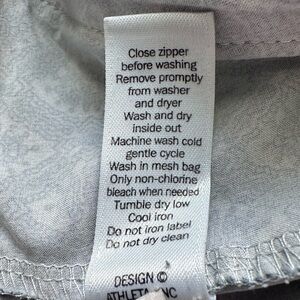 Close zipper
before washing
Remove promptly
from washer
and dryer
Wash and dry
inside out
Machine wash cold
gentle cycle
Wash in mesh bag
Only non-chlorine
bleach when needed
Tumble dry low
Cool iron
Do not iron label
Do not dry clean
DESIGN ©
ATHLETA INC